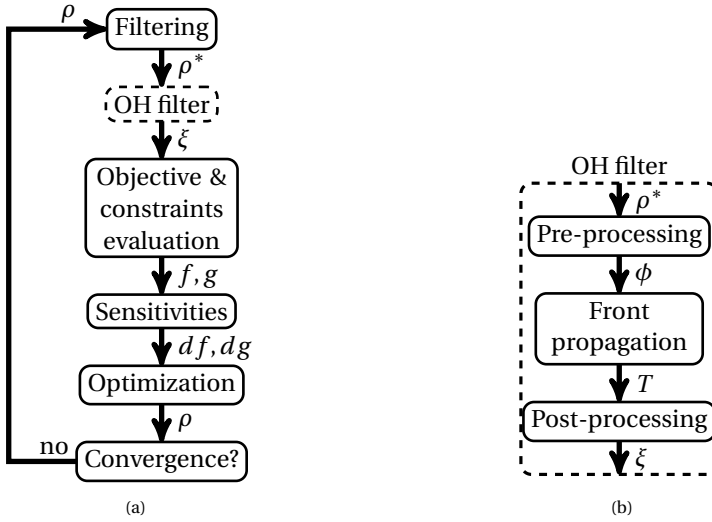 ρ
Filtering
ρ*
OH filter
ξ
Objective &
constraints
evaluation
f, g
Sensitivities
df, dg
Optimization
ρ
no
Convergence?
(a)
OH filter
ρ*
Pre-processing
ϕ
Front
propagation
T
Post-processing
ξ
(b)